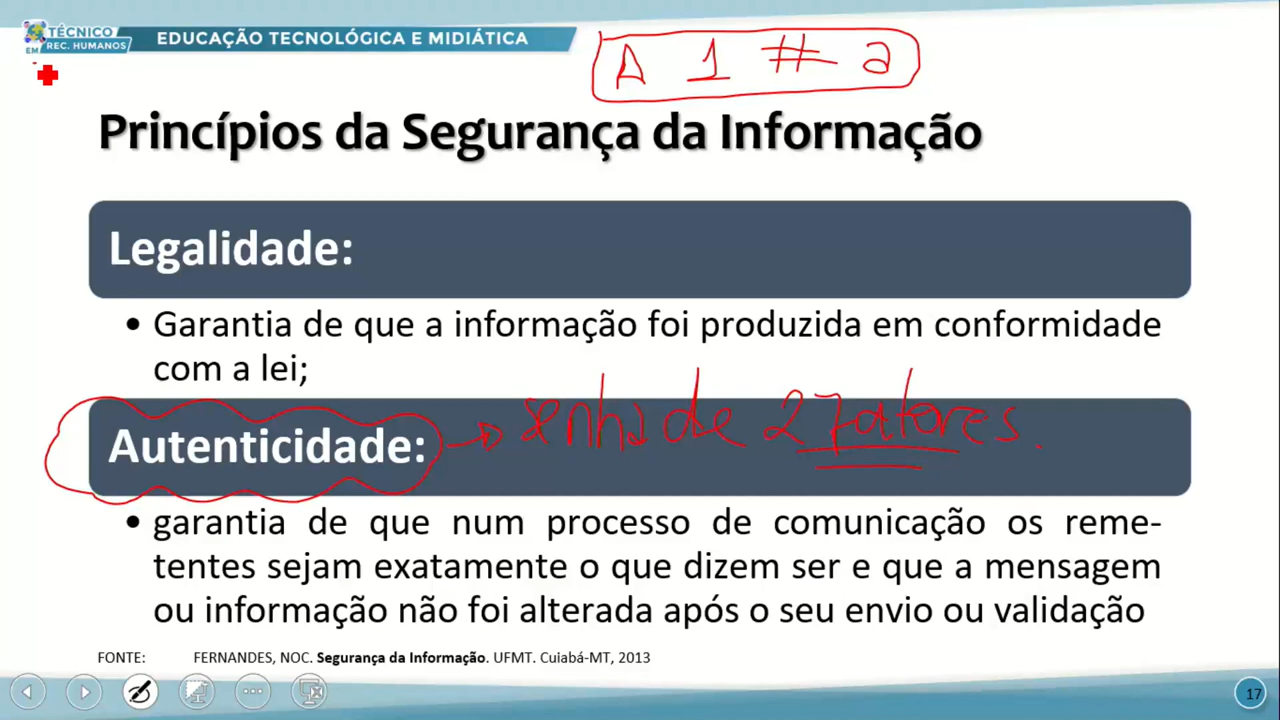 TÉCNICO
EM REC. HUMANOS
EDUCAÇÃO TECNOLÓGICA E MIDIÁTICA
A 1 # a
Princípios da Segurança da Informação
Legalidade:
• Garantia de que a informação foi produzida em conformidade
com a lei;
Autenticidade: → senha de 2 fatores.
• garantia de que num processo de comunicação os reme-
tentes sejam exatamente o que dizem ser e que a mensagem
ou informação não foi alterada após o seu envio ou validação
FONTE: FERNANDES, NOC. Segurança da Informação. UFMT. Cuiabá-MT, 2013
17